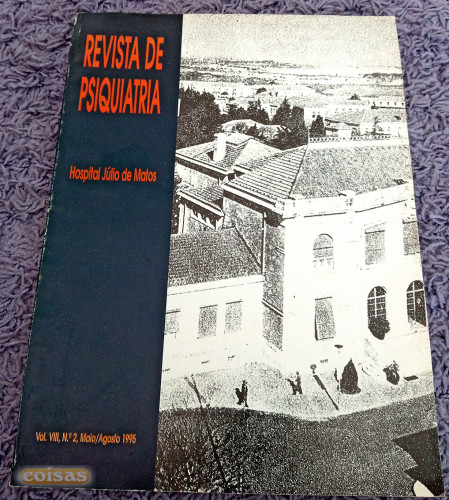 REVISTA DE
PSIQUIATRIA
Hospital Júlio de Matos
Vol. VIII, N.º 2, Maio/Agosto 1995
coisas